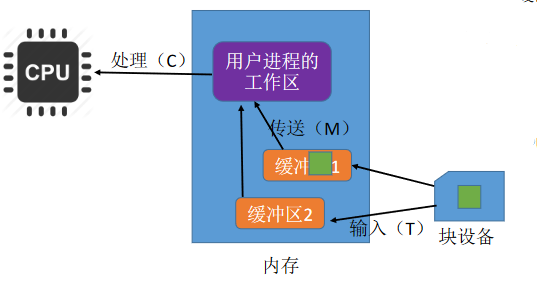 CPU
处理（C）
用户进程的
工作区
传送（M）
缓冲 1
缓冲区2
输入（T）
块设备
内存